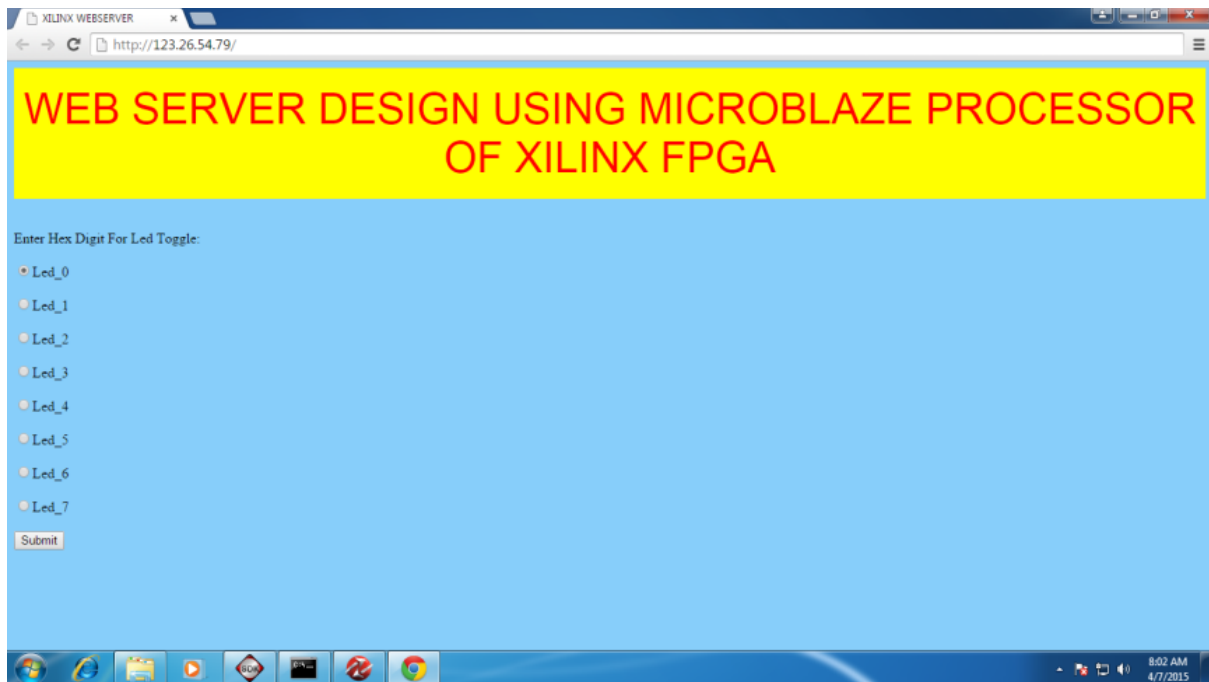 XILINX WEBSERVER
http://123.26.54.79/
WEB SERVER DESIGN USING MICROBLAZE PROCESSOR
OF XILINX FPGA
Enter Hex Digit For Led Toggle:
Led_0
Led_1
Led_2
Led_3
Led_4
Led_5
Led_6
Led_7
Submit
SDK
8:02 AM
4/7/2015